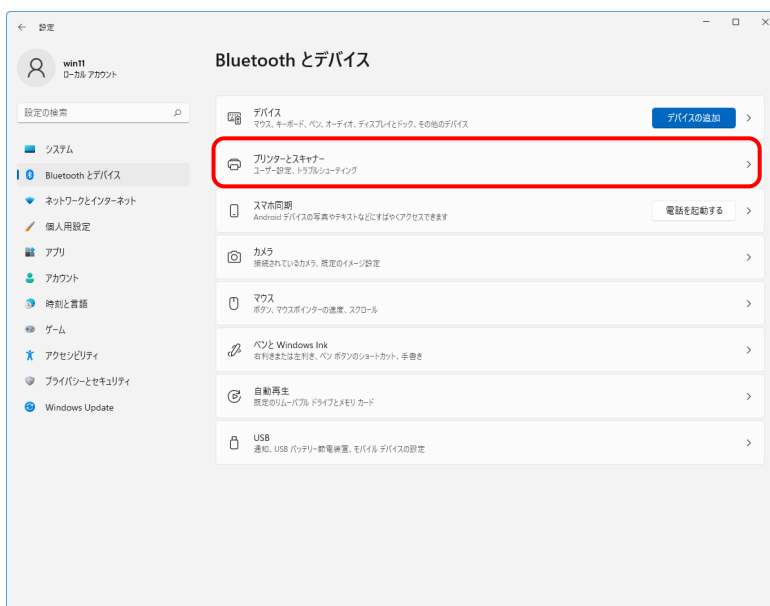 設定
win11
ローカル アカウント
設定の検索
システム
Bluetooth とデバイス
ネットワークとインターネット
個人用設定
アプリ
アカウント
時刻と言語
ゲーム
アクセシビリティ
プライバシーとセキュリティ
Windows Update
Bluetooth とデバイス
デバイス
マウス、キーボード、ペン、オーディオ、ディスプレイとドック、その他のデバイス
デバイスの追加
プリンターとスキャナー
ユーザー設定、トラブルシューティング
スマホ同期
Android デバイスの写真やテキストなどにすばやくアクセスできます
電話を起動する
カメラ
接続されているカメラ、既定のイメージ設定
マウス
ボタン、マウスポインターの速度、スクロール
ペンと Windows Ink
右利きまたは左利き、ペン ボタンのショートカット、手書き
自動再生
既定のリムーバブル ドライブとメモリ カード
USB
通知、USB バッテリー節電装置、モバイル デバイスの設定